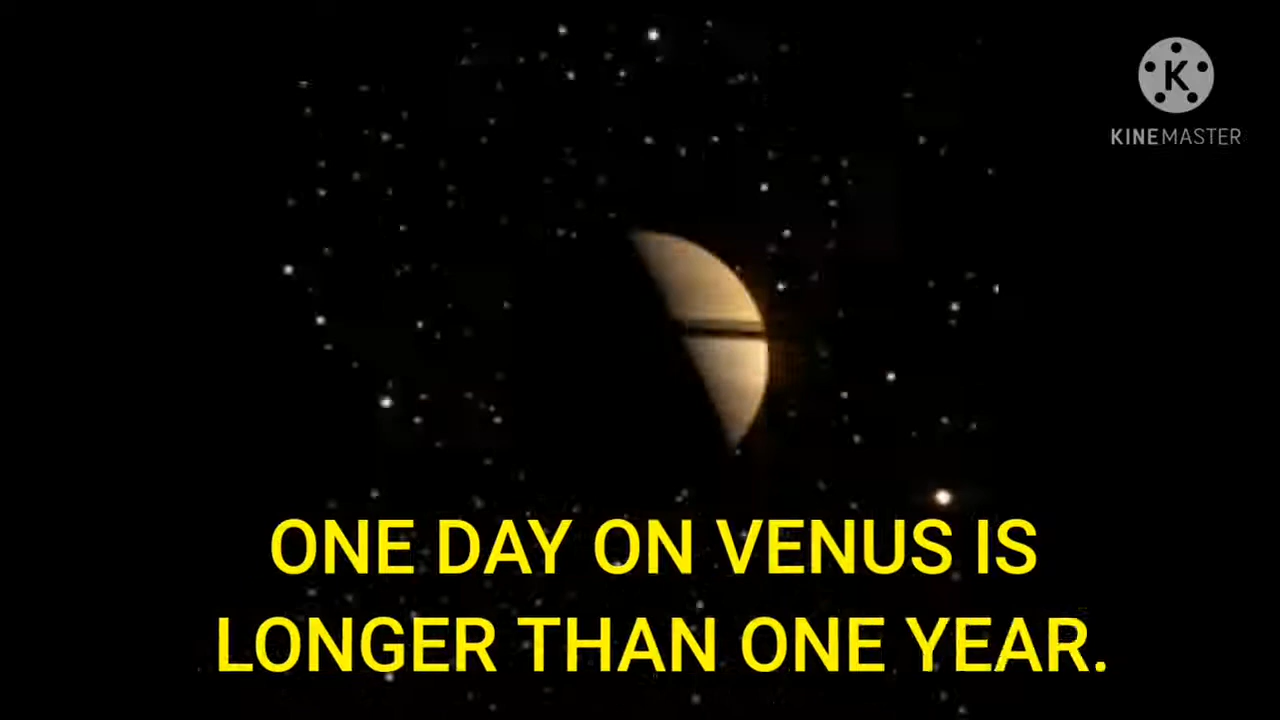 K
KINEMASTER
ONE DAY ON VENUS IS
LONGER THAN ONE YEAR.